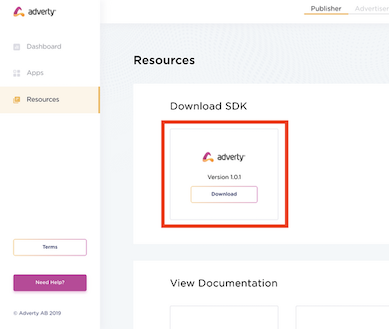 adverty
Publisher
Advertiser
Dashboard
Apps
Resources
Resources
Download SDK
adverty
Version 1.0.1
Download
Terms
Need Help?
View Documentation
© Adverty AB 2019